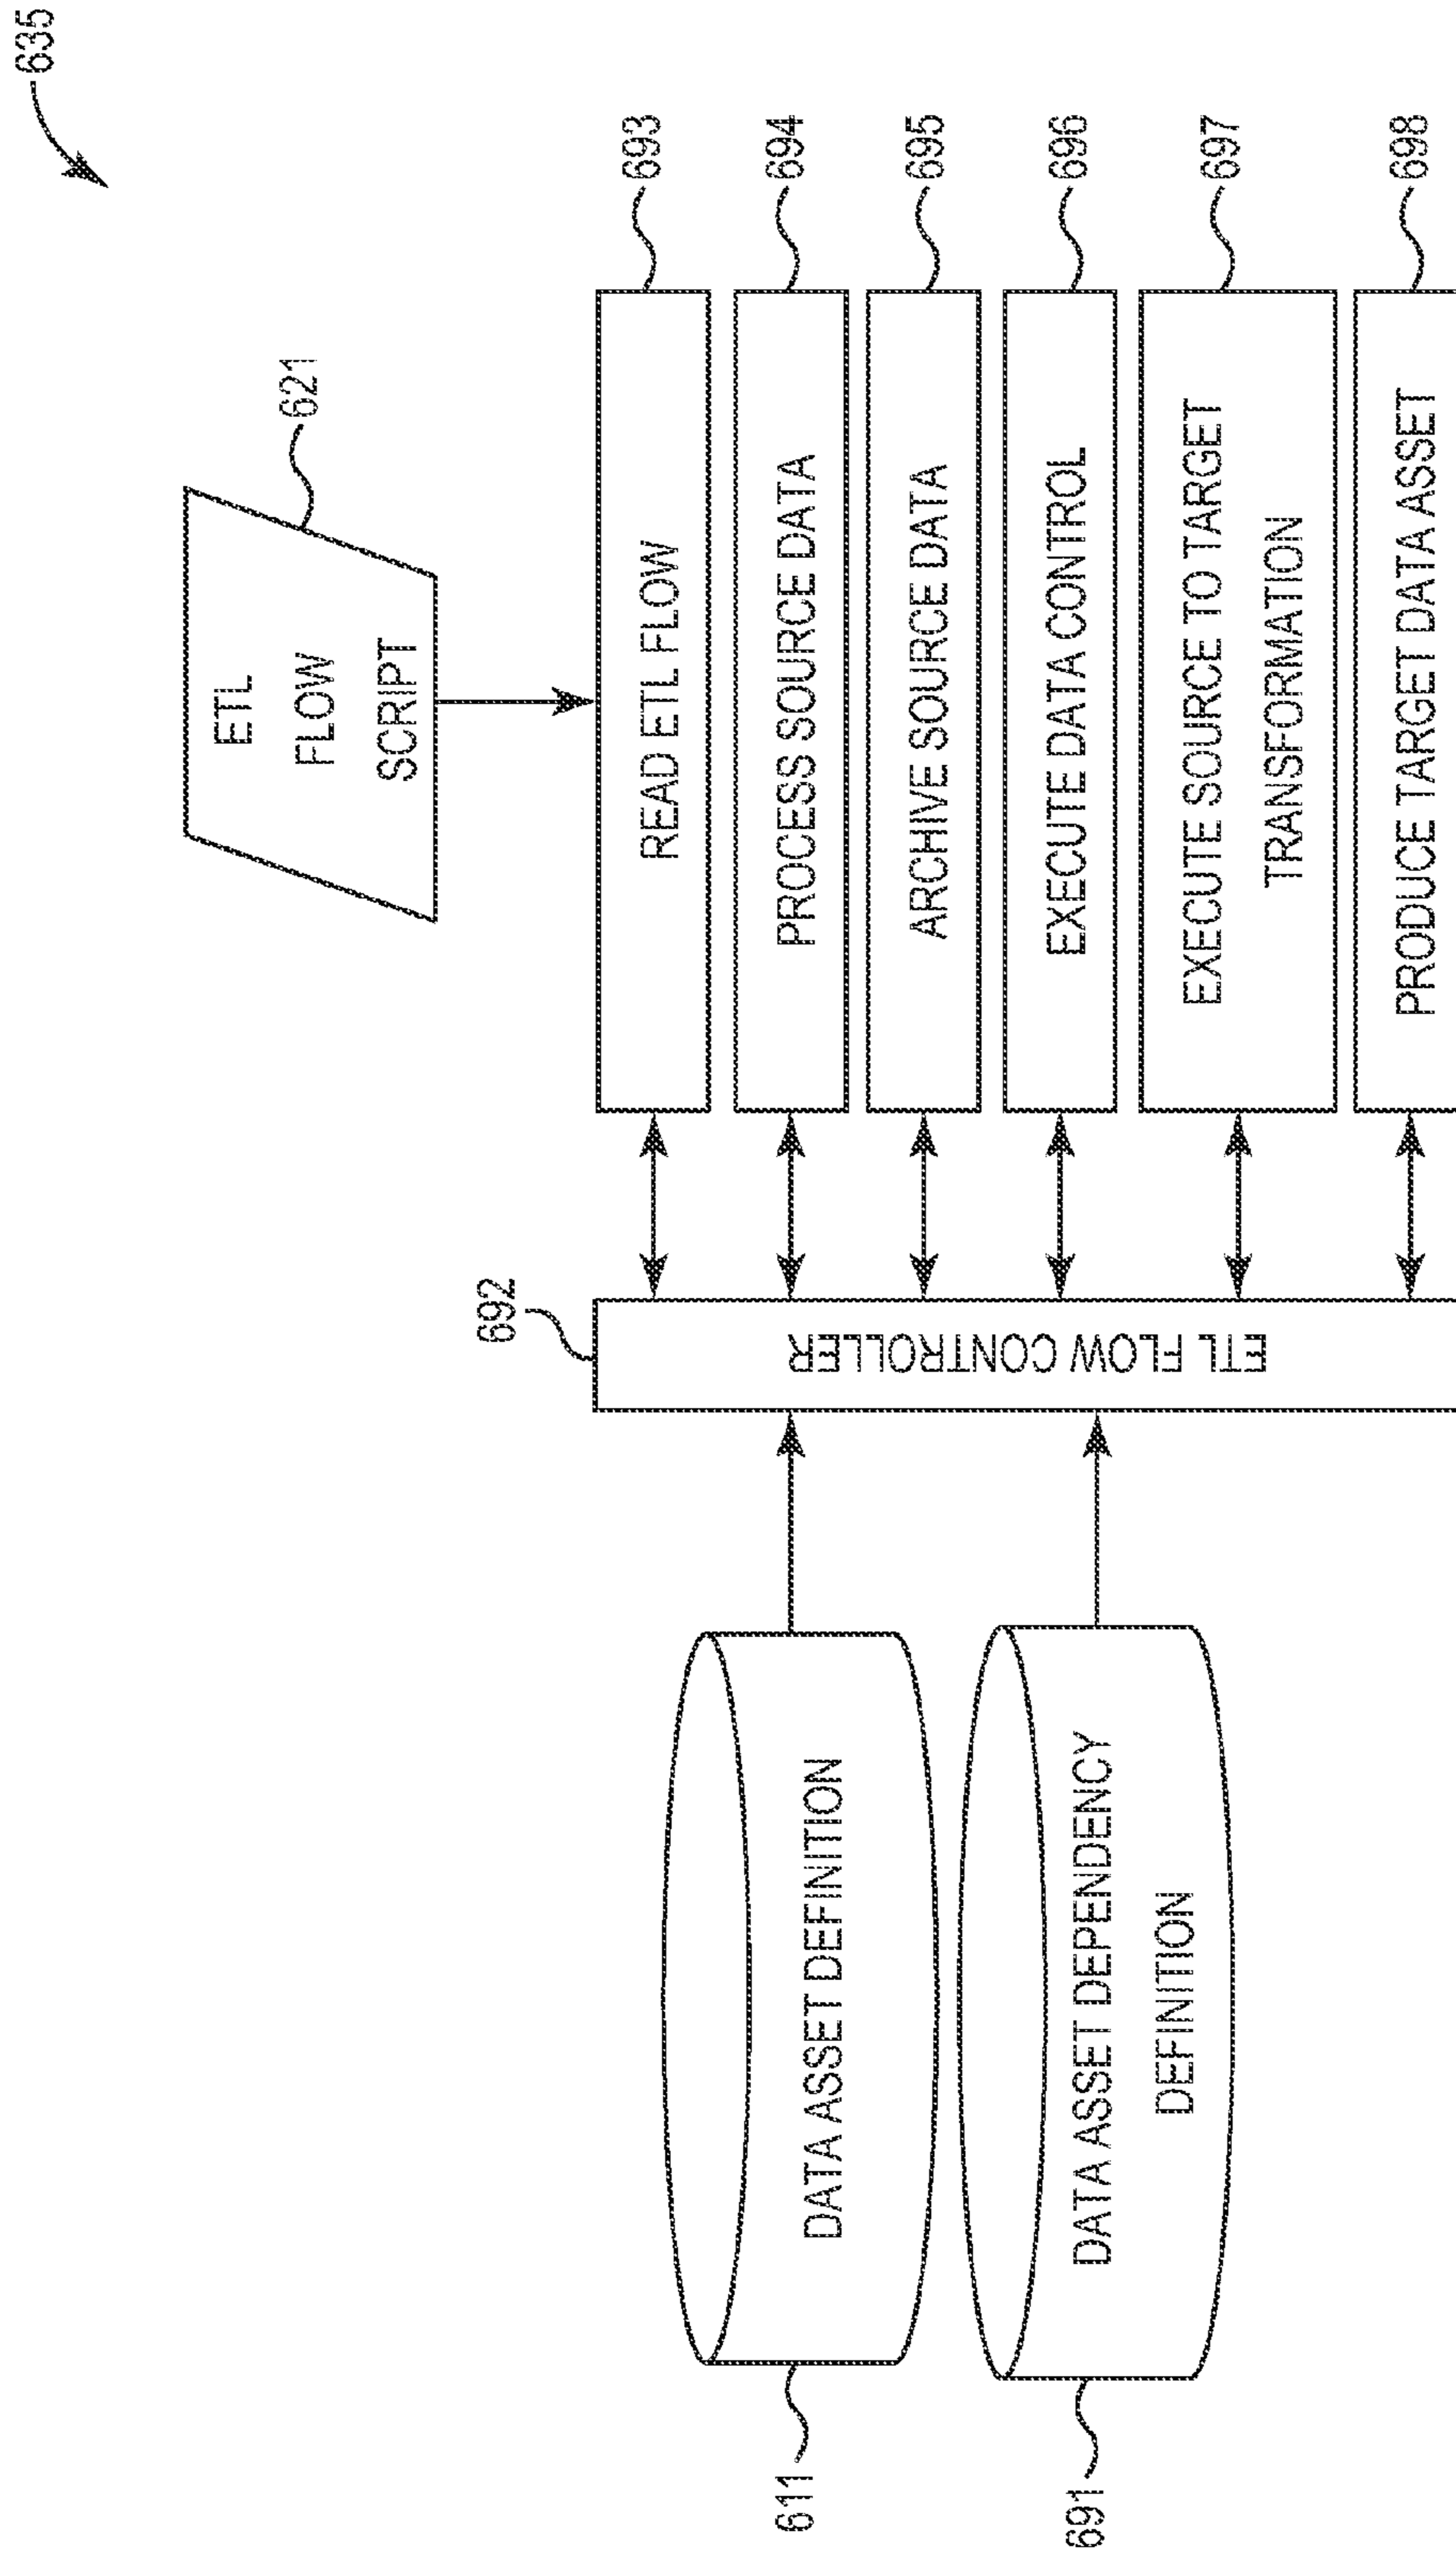 635
ETL
FLOW
SCRIPT
621
692
READ ETL FLOW
693
PROCESS SOURCE DATA
694
ARCHIVE SOURCE DATA
695
EXECUTE DATA CONTROL
696
EXECUTE SOURCE TO TARGET
TRANSFORMATION
697
PRODUCE TARGET DATA ASSET
698
ETL FLOW CONTROLLER
DATA ASSET DEFINITION
611
DATA ASSET DEPENDENCY
DEFINITION
691